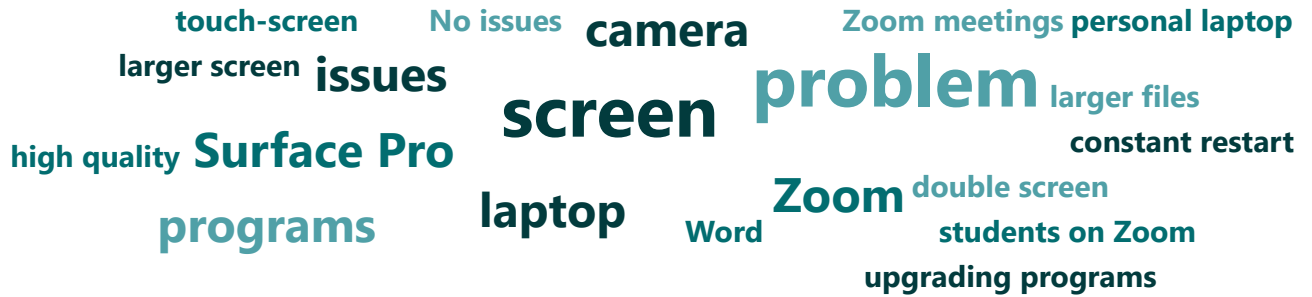 touch-screen
No issues
camera
Zoom meetings
personal laptop
larger screen
issues
screen
problem
larger files
constant restart
high quality
Surface Pro
Zoom
double screen
programs
laptop
Word
students on Zoom
upgrading programs